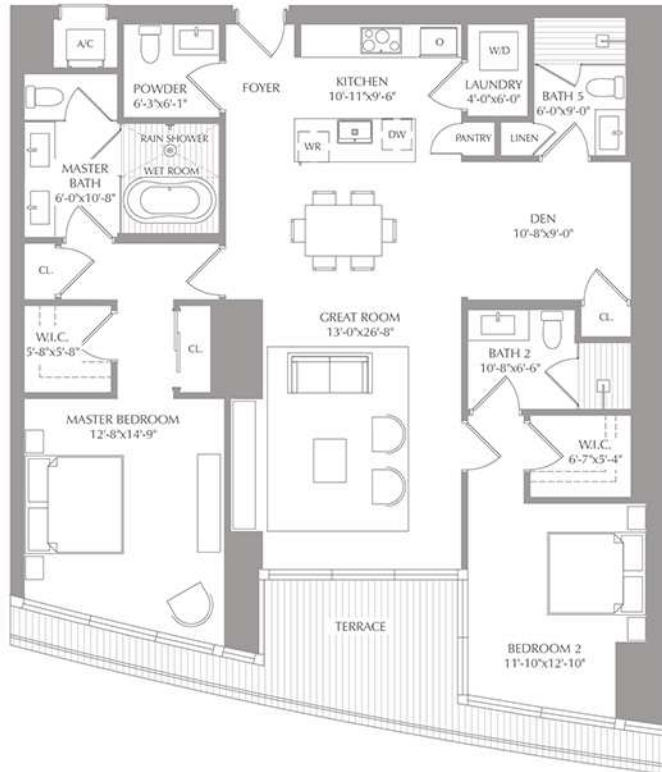 A/C
POWDER
6'-3"x6'-1"
FOYER
KITCHEN
10'-11"x9'-6"
O
W/D
LAUNDRY
4'-0"x6'-0"
BATH 5
6'-0"x9'-0"
RAIN SHOWER
WET ROOM
WR
DW
PANTRY
LINEN
MASTER
BATH
6'-0"x10'-8"
DEN
10'-8"x9'-0"
CL.
W.I.C.
5'-8"x5'-8"
CL.
GREAT ROOM
13'-0"x26'-8"
CL.
BATH 2
10'-8"x6'-6"
MASTER BEDROOM
12'-8"x14'-9"
W.I.C.
6'-7"x5'-4"
TERRACE
BEDROOM 2
11'-10"x12'-10"